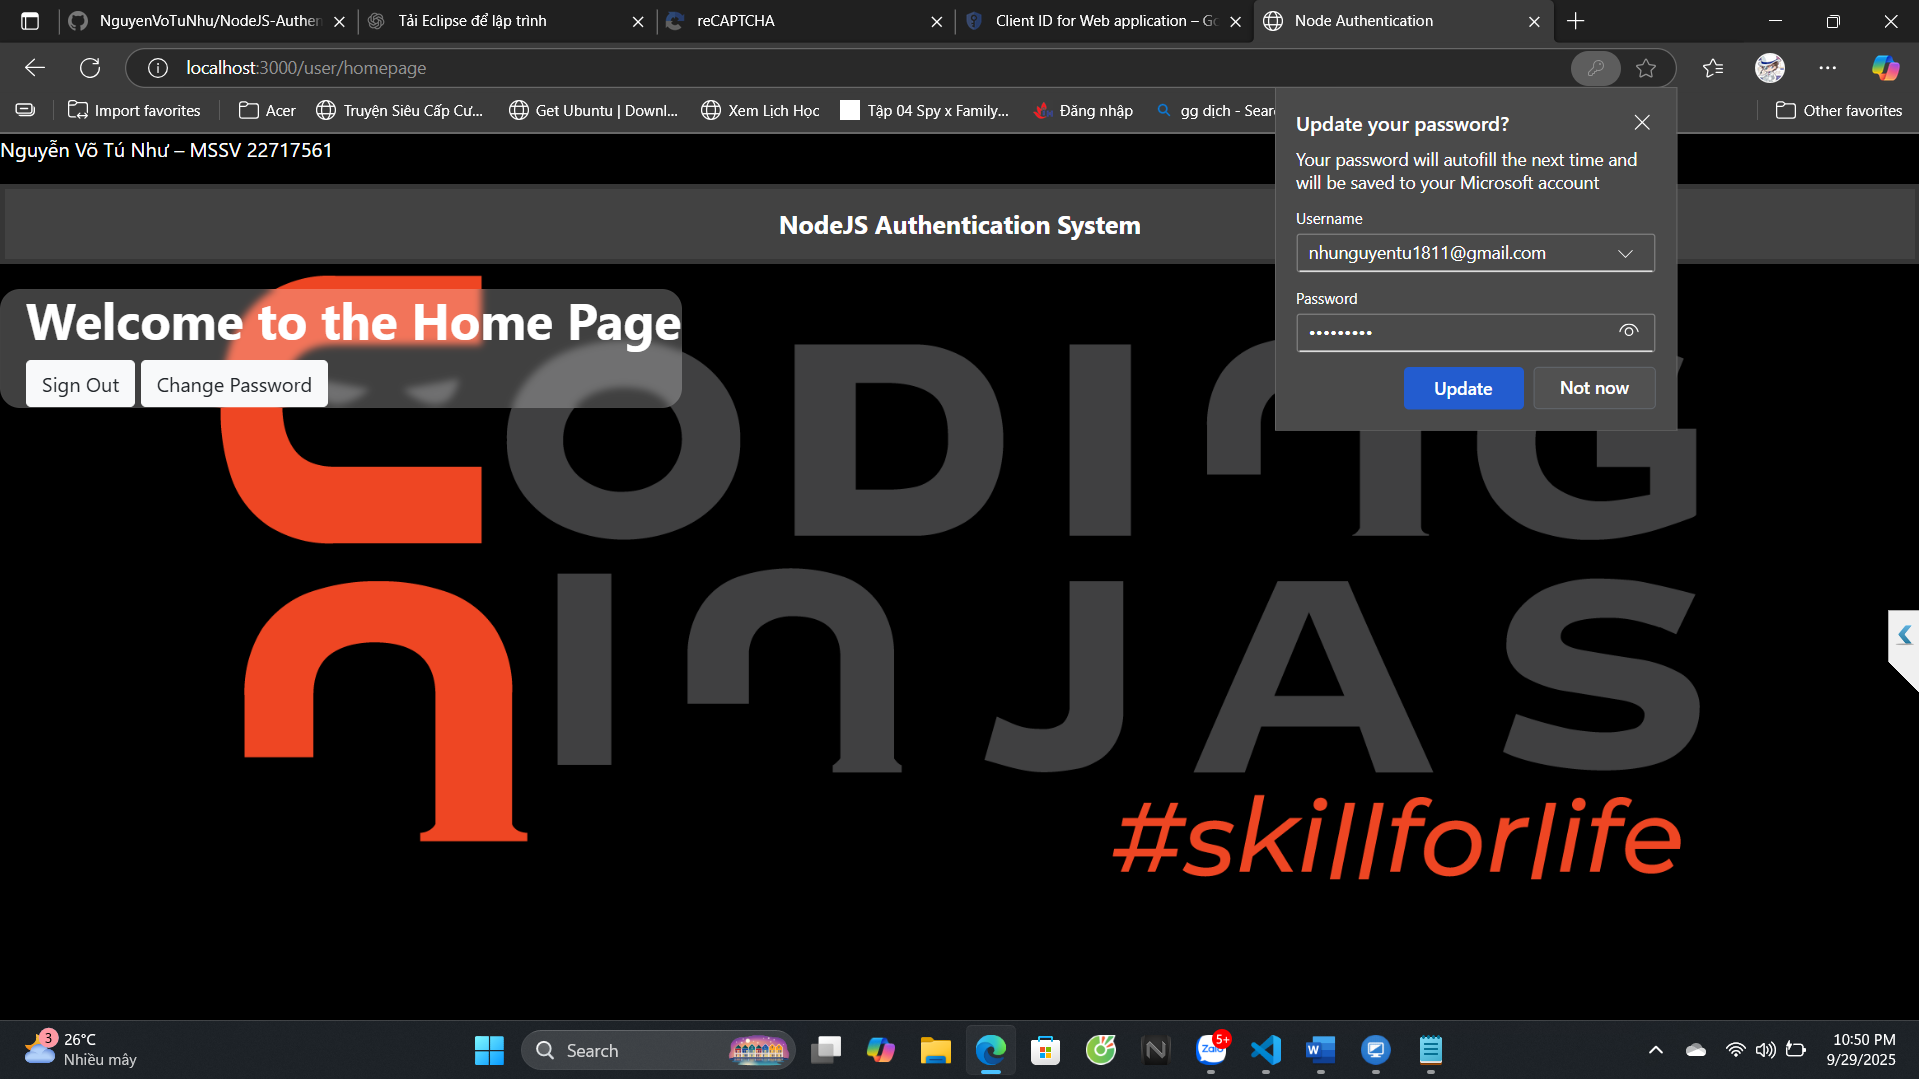 NguyenVoTuNhu/NodeJS-Authen
Tải Eclipse để lập trình
reCAPTCHA
Client ID for Web application – Go
Node Authentication
localhost:3000/user/homepage
Import favorites
Acer
Truyện Siêu Cấp Cư...
Get Ubuntu | Downl...
Xem Lịch Học
Tập 04 Spy x Family...
Đăng nhập
gg dịch - Sear
Other favorites
Update your password?
Your password will autofill the next time and
will be saved to your Microsoft account
Username
nhunguyentu1811@gmail.com
Password
•••••••••
Update
Not now
Nguyễn Võ Tú Như – MSSV 22717561
NodeJS Authentication System
Welcome to the Home Page
Sign Out
Change Password
CODING
NINJAS
#skillforlife
3
26°C
Nhiều mây
Search
Zalo
5+
10:50 PM
9/29/2025